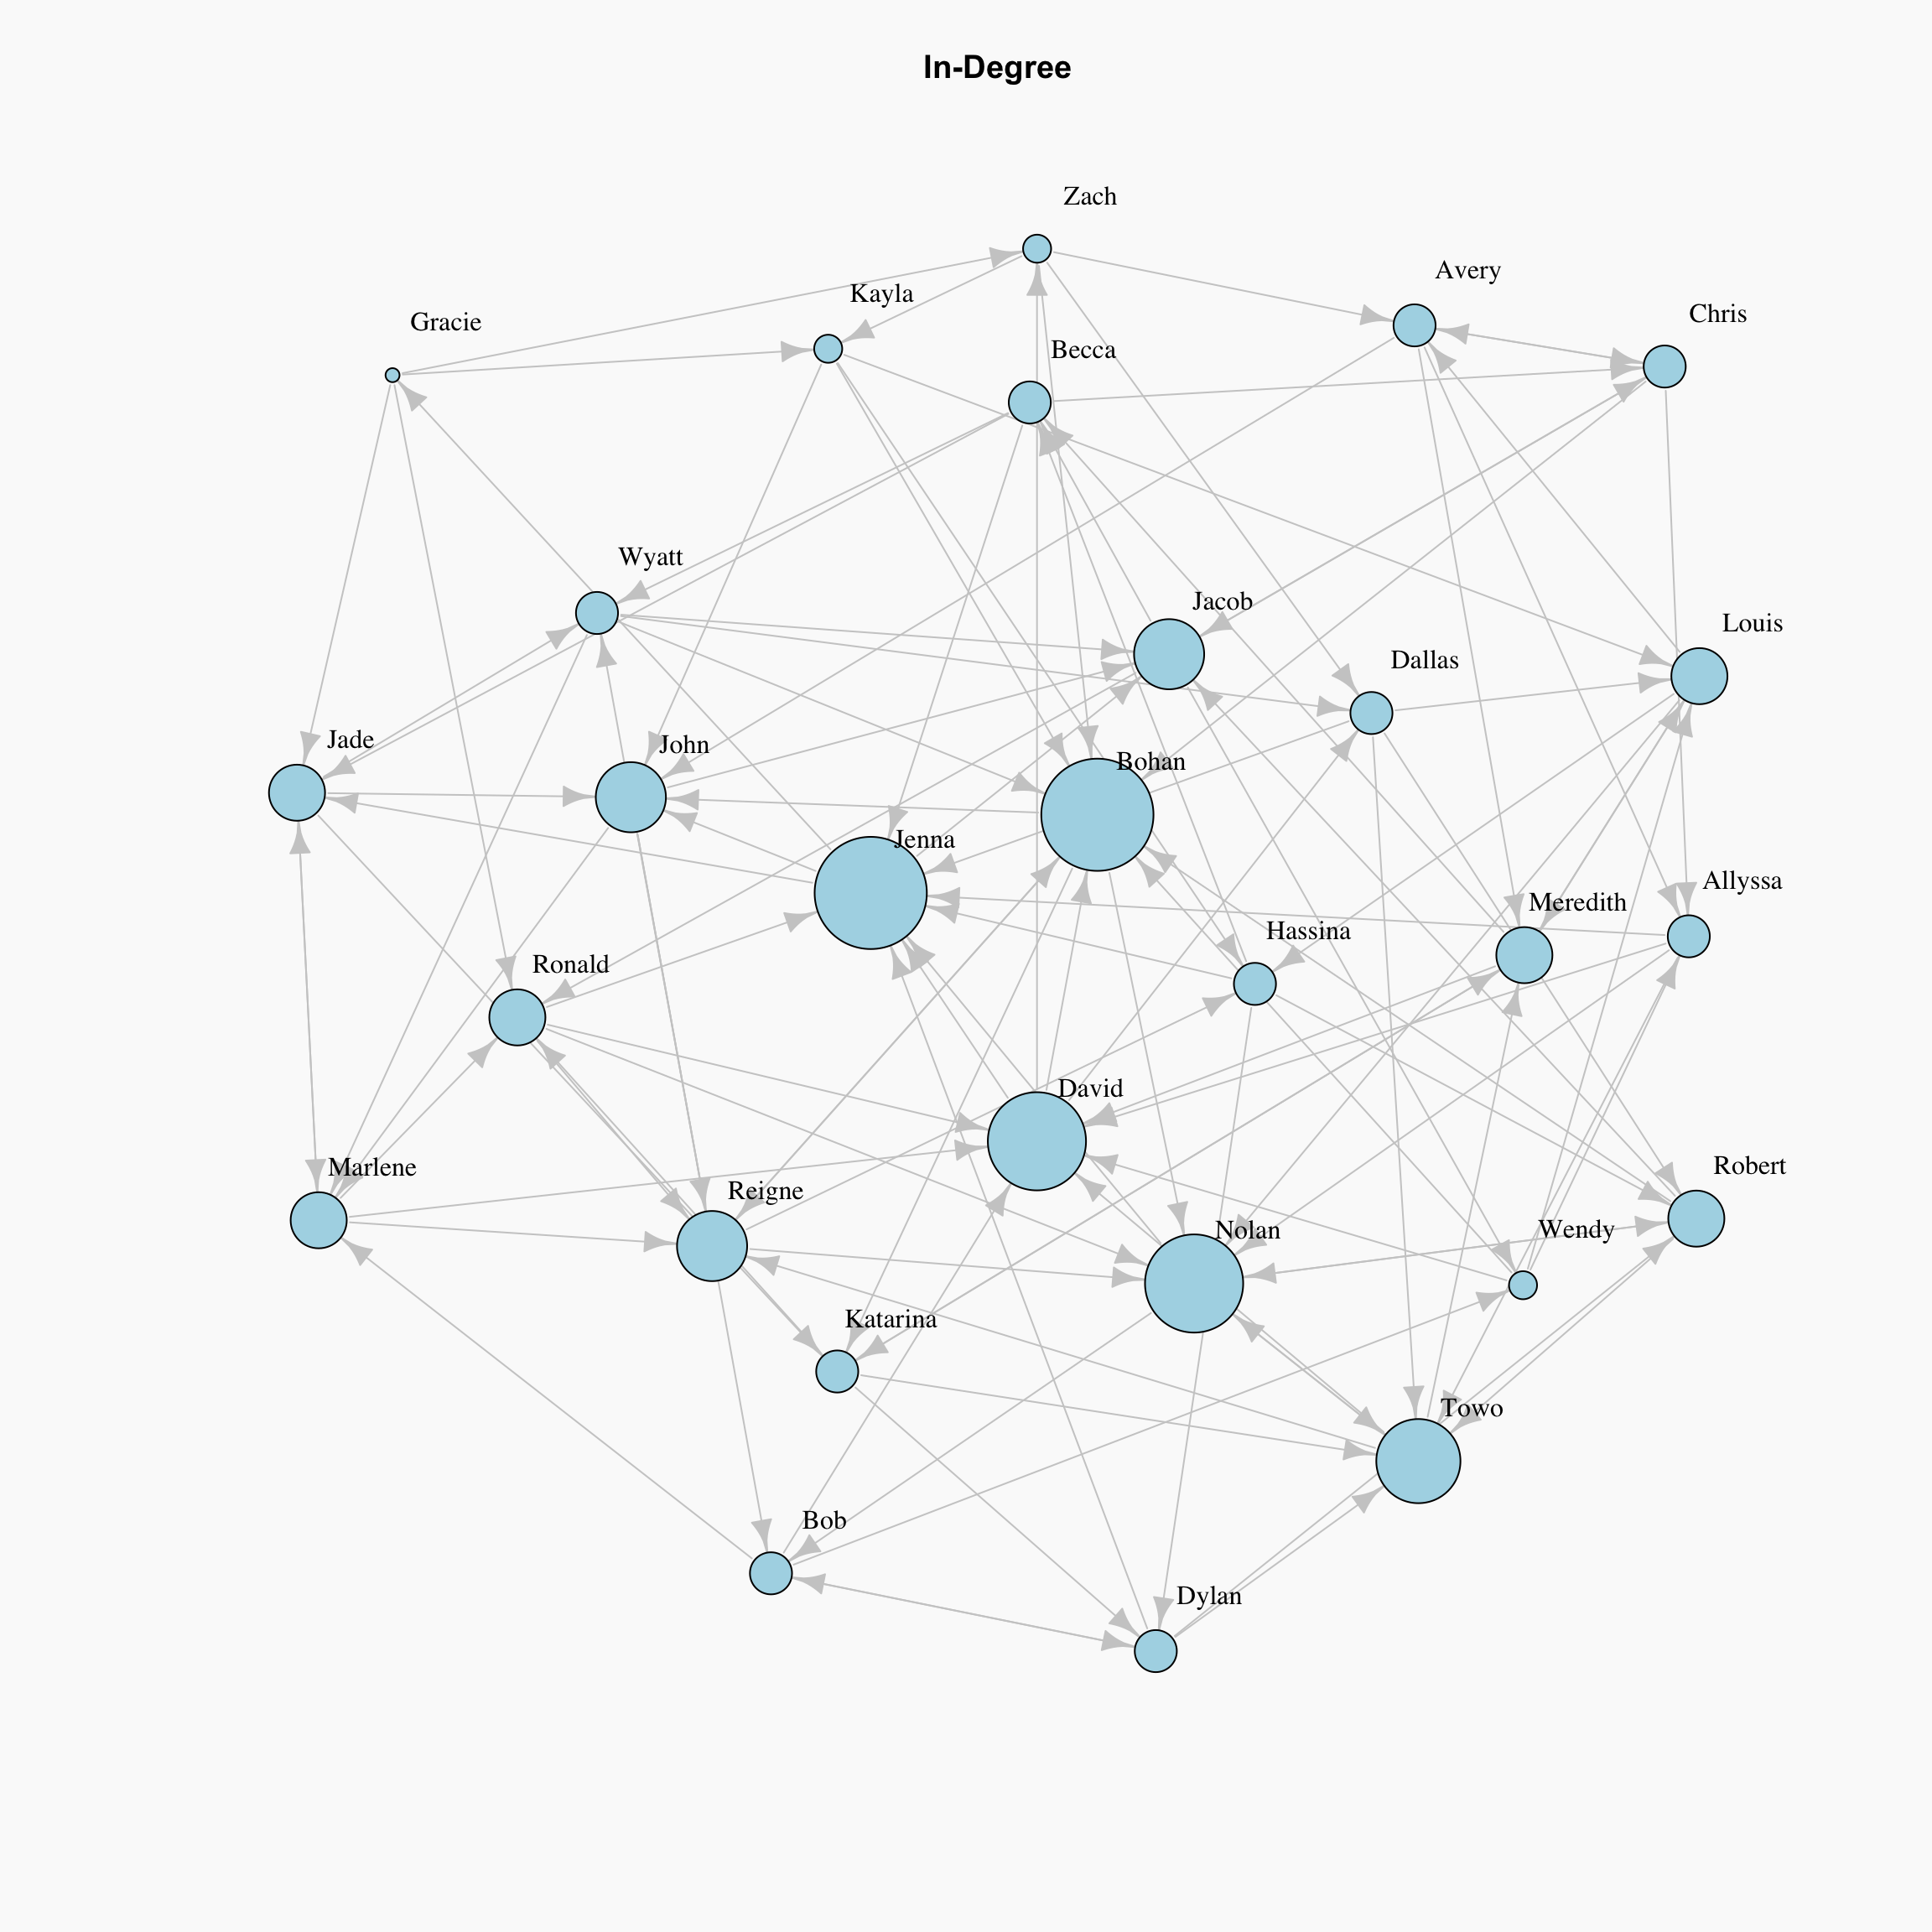 In-Degree
Zach
Avery
Kayla
Chris
Gracie
Becca
Wyatt
Jacob
Louis
Dallas
Jade
John
Bohan
Jenna
Allyssa
Meredith
Hassina
Ronald
David
Marlene
Robert
Reigne
Nolan
Wendy
Katarina
Towo
Bob
Dylan